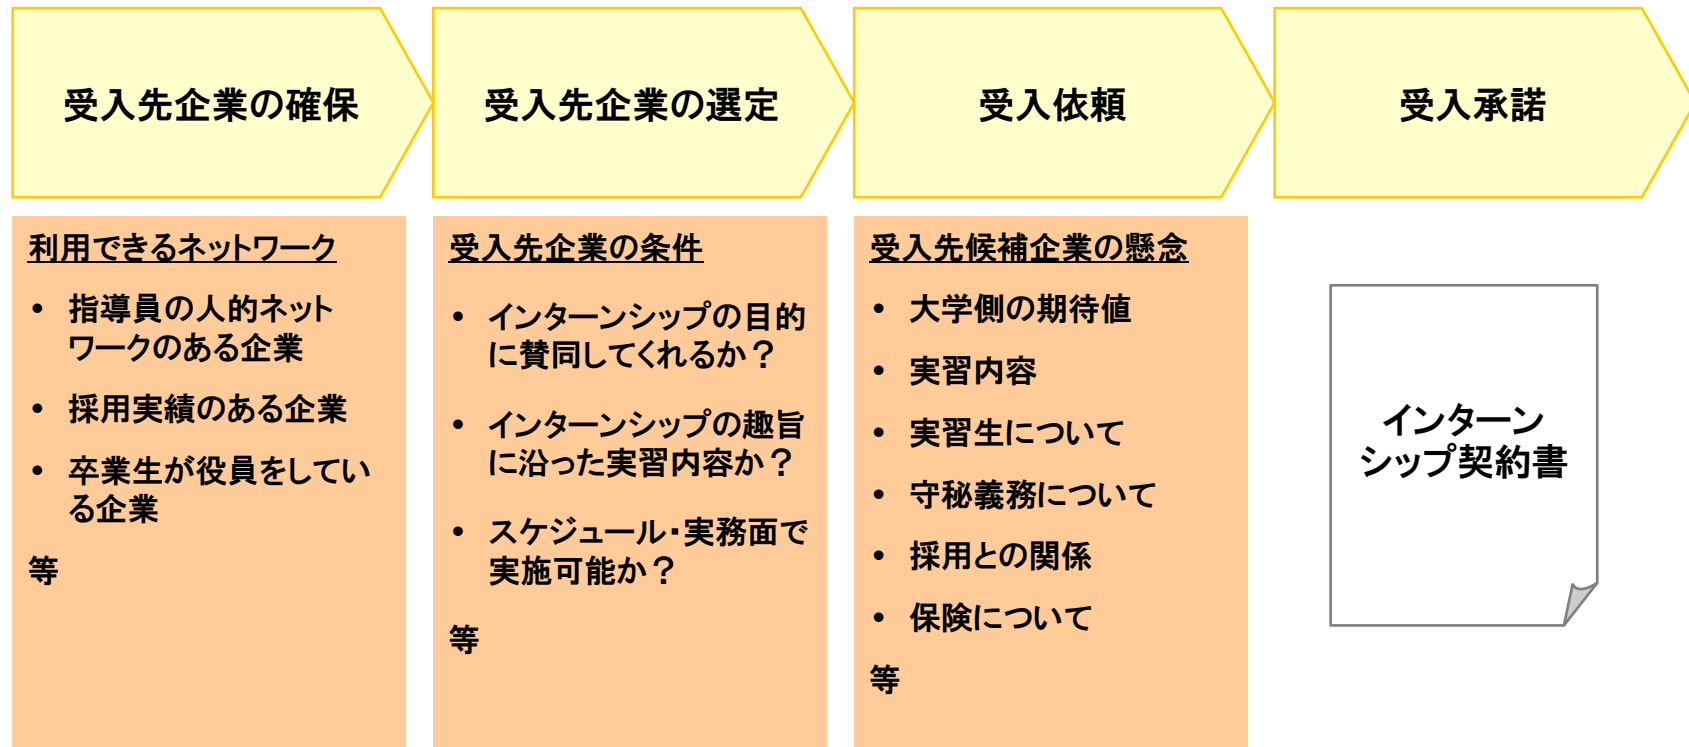 受入先企業の確保
受入先企業の選定
受入依頼
受入承諾
利用できるネットワーク
• 指導員の人的ネット
ワークのある企業
• 採用実績のある企業
• 卒業生が役員をしてい
る企業
等
受入先企業の条件
• インターンシップの目的
に賛同してくれるか？
• インターンシップの趣旨
に沿った実習内容か？
• スケジュール・実務面で
実施可能か？
等
受入先候補企業の懸念
• 大学側の期待値
• 実習内容
• 実習生について
• 守秘義務について
• 採用との関係
• 保険について
等
インターン
シップ契約書